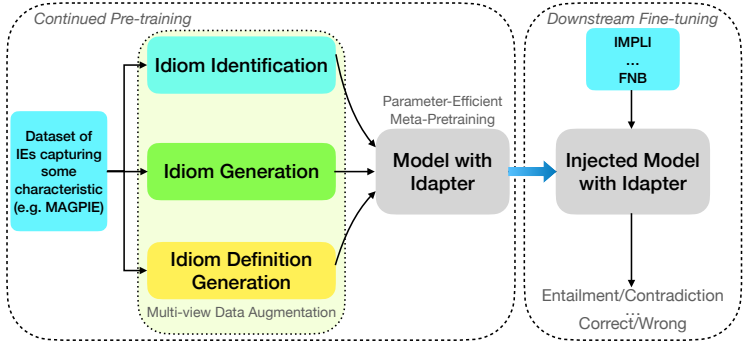 Continued Pre-training
Dataset of
IEs capturing
some
characteristic
(e.g. MAGPIE)
Idiom Identification
Idiom Generation
Idiom Definition
Generation
Multi-view Data Augmentation
Parameter-Efficient
Meta-Pretraining
Model with
Idapter
Downstream Fine-tuning
IMPLI
...
FNB
Injected Model
with Idapter
Entailment/Contradiction
...
Correct/Wrong